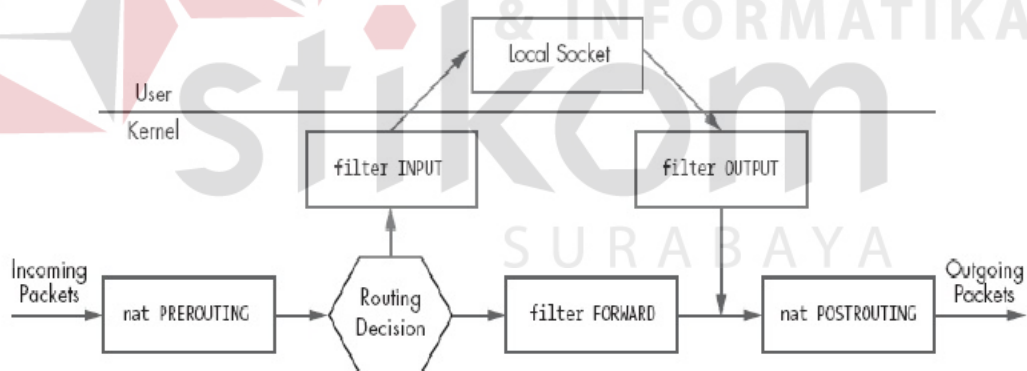 & INFORMATIKA
stikom
SURABAYA
Local Socket
User
Kernel
filter INPUT
filter OUTPUT
Incoming
Packets
nat PREROUTING
Routing
Decision
filter FORWARD
nat POSTROUTING
Outgoing
Packets